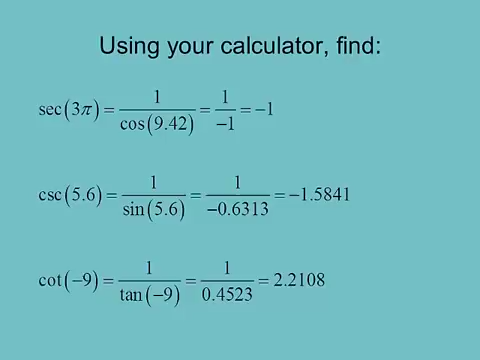 Using your calculator, find:
sec(3π) = 1/cos(9.42) = 1/−1 = −1
csc(5.6) = 1/sin(5.6) = 1/−0.6313 = −1.5841
cot(−9) = 1/tan(−9) = 1/0.4523 = 2.2108